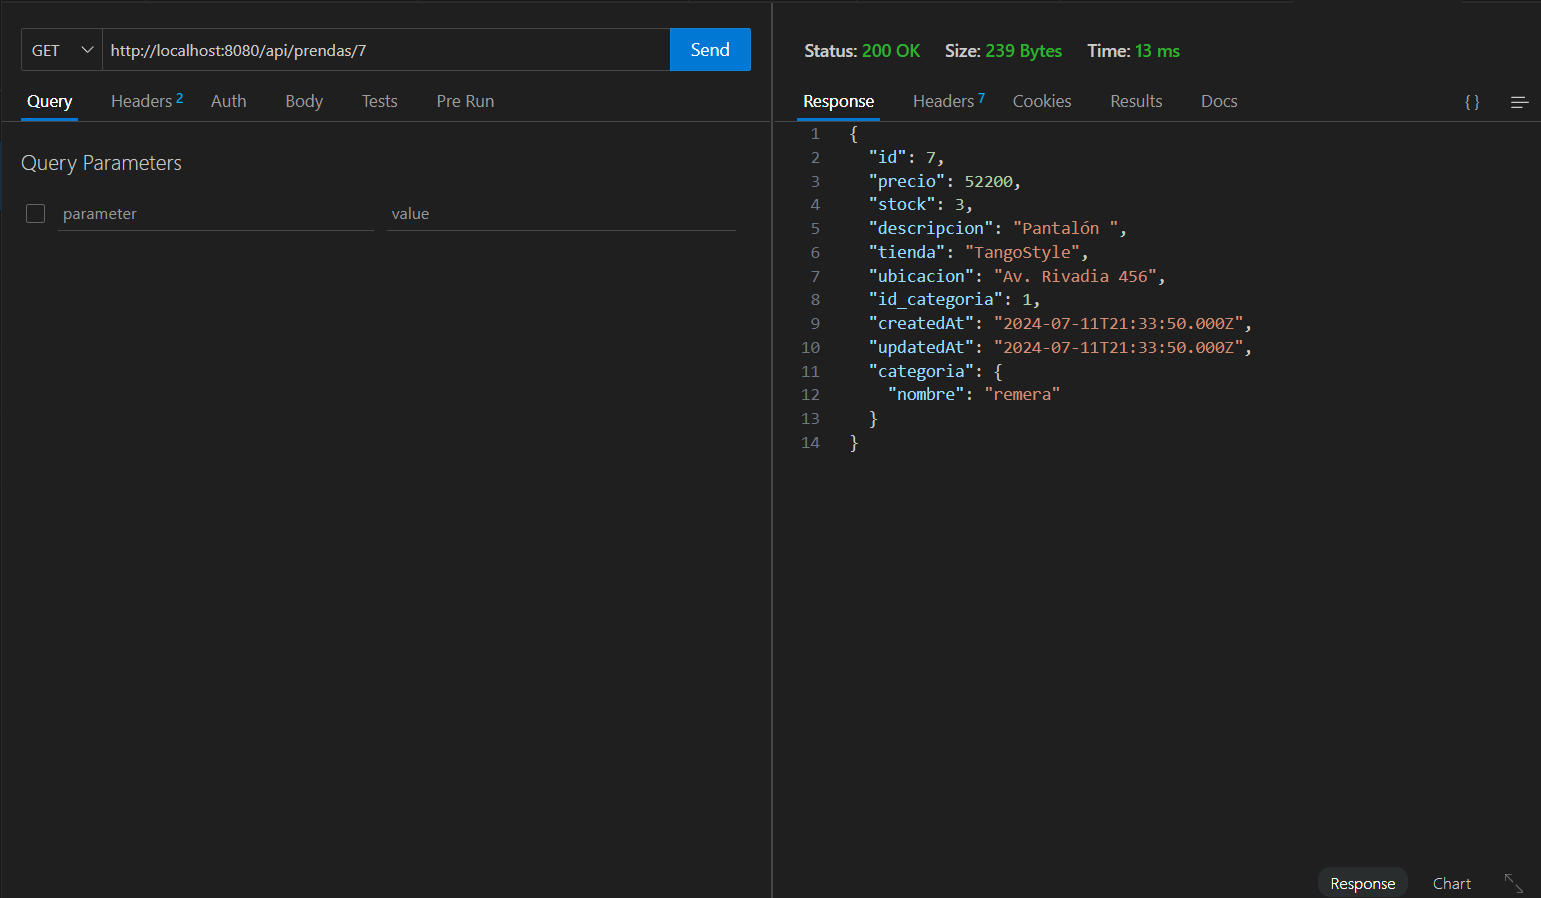 GET http://localhost:8080/api/prendas/7 Send
Query Headers 2 Auth Body Tests Pre Run
Query Parameters
parameter value
Status: 200 OK Size: 239 Bytes Time: 13 ms
Response Headers 7 Cookies Results Docs { }
1 {
2 "id": 7,
3 "precio": 52200,
4 "stock": 3,
5 "descripcion": "Pantalón ",
6 "tienda": "TangoStyle",
7 "ubicacion": "Av. Rivadia 456",
8 "id_categoria": 1,
9 "createdAt": "2024-07-11T21:33:50.000Z",
10 "updatedAt": "2024-07-11T21:33:50.000Z",
11 "categoria": {
12 "nombre": "remera"
13 }
14 }
Response Chart